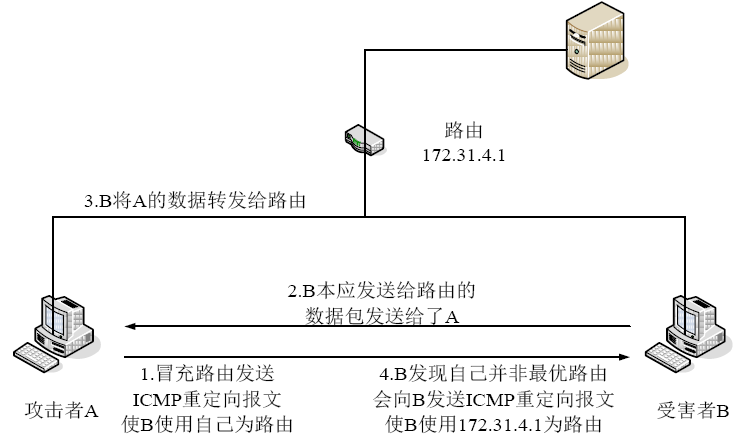 路由
172.31.4.1
3.B将A的数据转发给路由
2.B本应发送给路由的
数据包发送给了A
1.冒充路由发送
ICMP重定向报文
使B使用自己为路由
4.B发现自己并非最优路由
会向B发送ICMP重定向报文
使B使用172.31.4.1为路由
攻击者A
受害者B